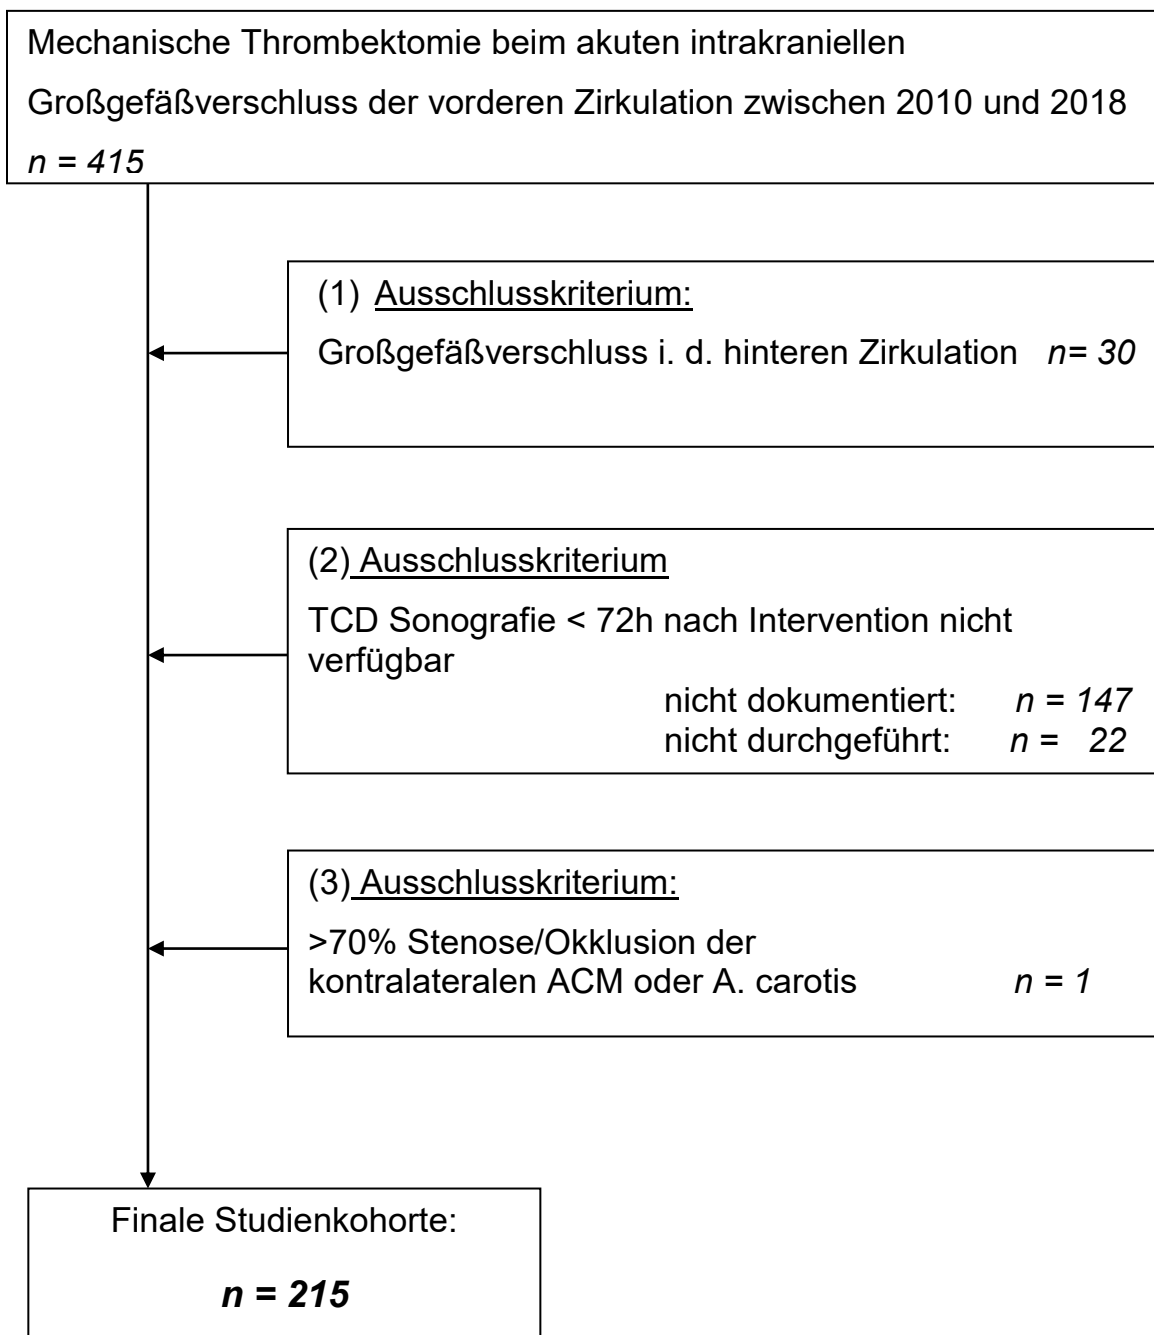 Mechanische Thrombektomie beim akuten intrakraniellen
Großgefäßverschluss der vorderen Zirkulation zwischen 2010 und 2018
n = 415
(1) Ausschlusskriterium:
Großgefäßverschluss i. d. hinteren Zirkulation n= 30
(2) Ausschlusskriterium
TCD Sonografie < 72h nach Intervention nicht
verfügbar
nicht dokumentiert: n = 147
nicht durchgeführt: n = 22
(3) Ausschlusskriterium:
>70% Stenose/Okklusion der
kontralateralen ACM oder A. carotis n = 1
Finale Studienkohorte:
n = 215